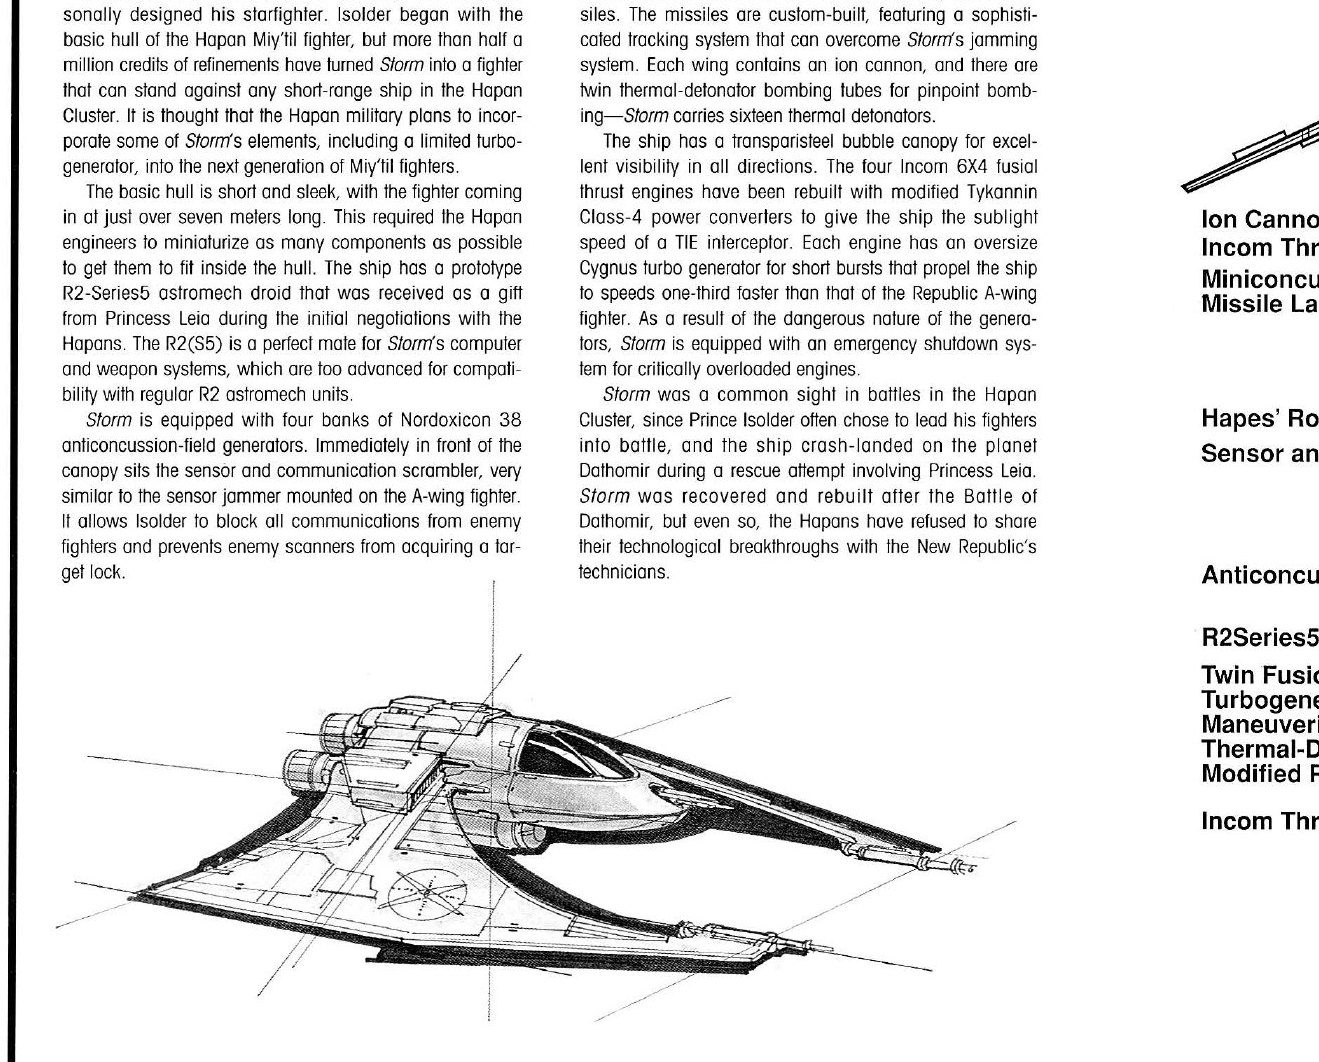 sonally designed his starfighter. Isolder began with the
basic hull of the Hapan Miy'til fighter, but more than half a
million credits of refinements have turned Storm into a fighter
that can stand against any short-range ship in the Hapan
Cluster. It is thought that the Hapan military plans to incor-
porate some of Storm's elements, including a limited turbo-
generator, into the next generation of Miy'til fighters.
The basic hull is short and sleek, with the fighter coming
in at just over seven meters long. This required the Hapan
engineers to miniaturize as many components as possible
to get them to fit inside the hull. The ship has a prototype
R2-Series5 astromech droid that was received as a gift
from Princess Leia during the initial negotiations with the
Hapans. The R2(S5) is a perfect mate for Storm's computer
and weapon systems, which are too advanced for compati-
bility with regular R2 astromech units.
Storm is equipped with four banks of Nordoxicon 38
anticoncussion-field generators. Immediately in front of the
canopy sits the sensor and communication scrambler, very
similar to the sensor jammer mounted on the A-wing fighter.
It allows Isolder to block all communications from enemy
fighters and prevents enemy scanners from acquiring a tar-
get lock.
siles. The missiles are custom-built, featuring a sophisti-
cated tracking system that can overcome Storm's jamming
system. Each wing contains an ion cannon, and there are
twin thermal-detonator bombing tubes for pinpoint bomb-
ing—Storm carries sixteen thermal detonators.
The ship has a transparisteel bubble canopy for excel-
lent visibility in all directions. The four Incom 6X4 fusial
thrust engines have been rebuilt with modified Tykannin
Class-4 power converters to give the ship the sublight
speed of a TIE interceptor. Each engine has an oversize
Cygnus turbo generator for short bursts that propel the ship
to speeds one-third faster than that of the Republic A-wing
fighter. As a result of the dangerous nature of the genera-
tors, Storm is equipped with an emergency shutdown sys-
tem for critically overloaded engines.
Storm was a common sight in battles in the Hapan
Cluster, since Prince Isolder often chose to lead his fighters
into battle, and the ship crash-landed on the planet
Dathomir during a rescue attempt involving Princess Leia.
Storm was recovered and rebuilt after the Battle of
Dathomir, but even so, the Hapans have refused to share
their technological breakthroughs with the New Republic's
technicians.
Ion Canno
Incom Thr
Miniconcu
Missile La
Hapes' Ro
Sensor an
Anticoncu
R2Series5
Twin Fusio
Turbogene
Maneuveri
Thermal-D
Modified
Incom Thr